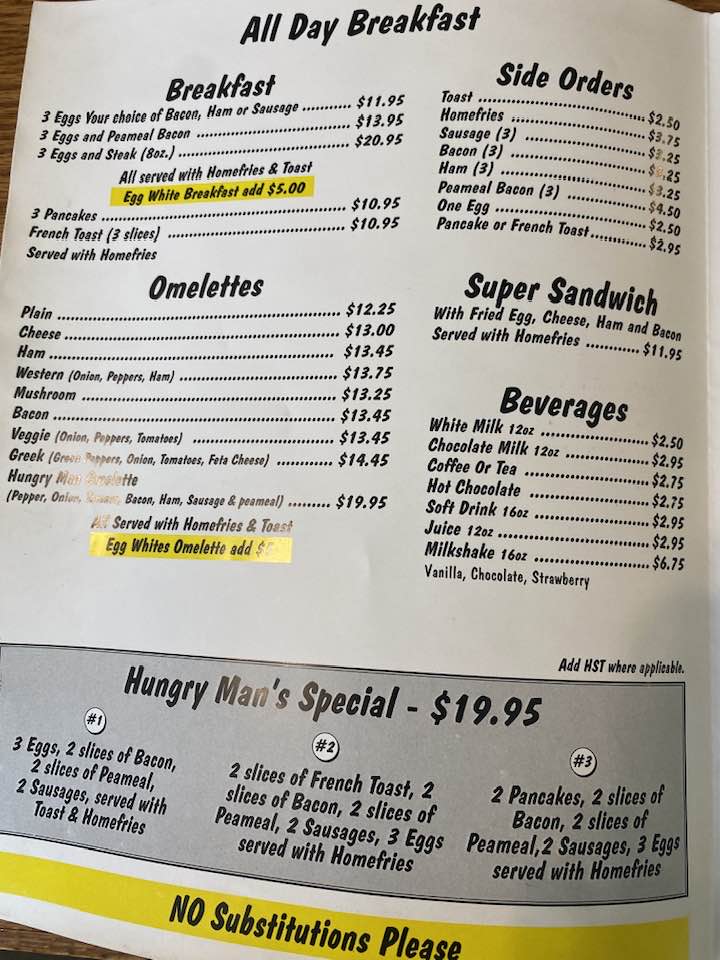 All Day Breakfast
Breakfast
3 Eggs Your choice of Bacon, Ham or Sausage .......... $11.95
3 Eggs and Peameal Bacon .......... $13.95
3 Eggs and Steak (8oz.) .......... $20.95
All served with Homefries & Toast
Egg White Breakfast add $5.00
3 Pancakes .......... $10.95
French Toast (3 slices) .......... $10.95
Served with Homefries
Omelettes
Plain .......... $12.25
Cheese .......... $13.00
Ham .......... $13.45
Western (Onion, Peppers, Ham) .......... $13.75
Mushroom .......... $13.25
Bacon .......... $13.45
Veggie (Onion, Peppers, Tomatoes) .......... $13.45
Greek (Green Peppers, Onion, Tomatoes, Feta Cheese) .......... $14.45
Hungry Man Omelette
(Pepper, Onion, Bacon, Ham, Sausage & peameal) .......... $19.95
All Served with Homefries & Toast
Egg Whites Omelette add
Side Orders
Toast .......... $2.50
Homefries .......... $3.75
Sausage (3) .......... $3.25
Bacon (3) ..........
Ham (3) .......... $3.25
Peameal Bacon (3) .......... $4.50
One Egg .......... $2.50
Pancake or French Toast .......... $2.95
Super Sandwich
With Fried Egg, Cheese, Ham and Bacon
Served with Homefries .......... $11.95
Beverages
White Milk 12oz .......... $2.50
Chocolate Milk 12oz .......... $2.95
Coffee Or Tea .......... $2.75
Hot Chocolate .......... $2.75
Soft Drink 16oz .......... $2.95
Juice 12oz .......... $2.95
Milkshake 16oz .......... $6.75
Vanilla, Chocolate, Strawberry
Add HST where applicable.
Hungry Man's Special - $19.95
#1
3 Eggs, 2 slices of Bacon,
2 slices of Peameal,
2 Sausages, served with
Toast & Homefries
#2
2 slices of French Toast, 2
slices of Bacon, 2 slices of
Peameal, 2 Sausages, 3 Eggs
served with Homefries
#3
2 Pancakes, 2 slices of
Bacon, 2 slices of
Peameal,2 Sausages, 3 Eggs
served with Homefries
NO Substitutions Please